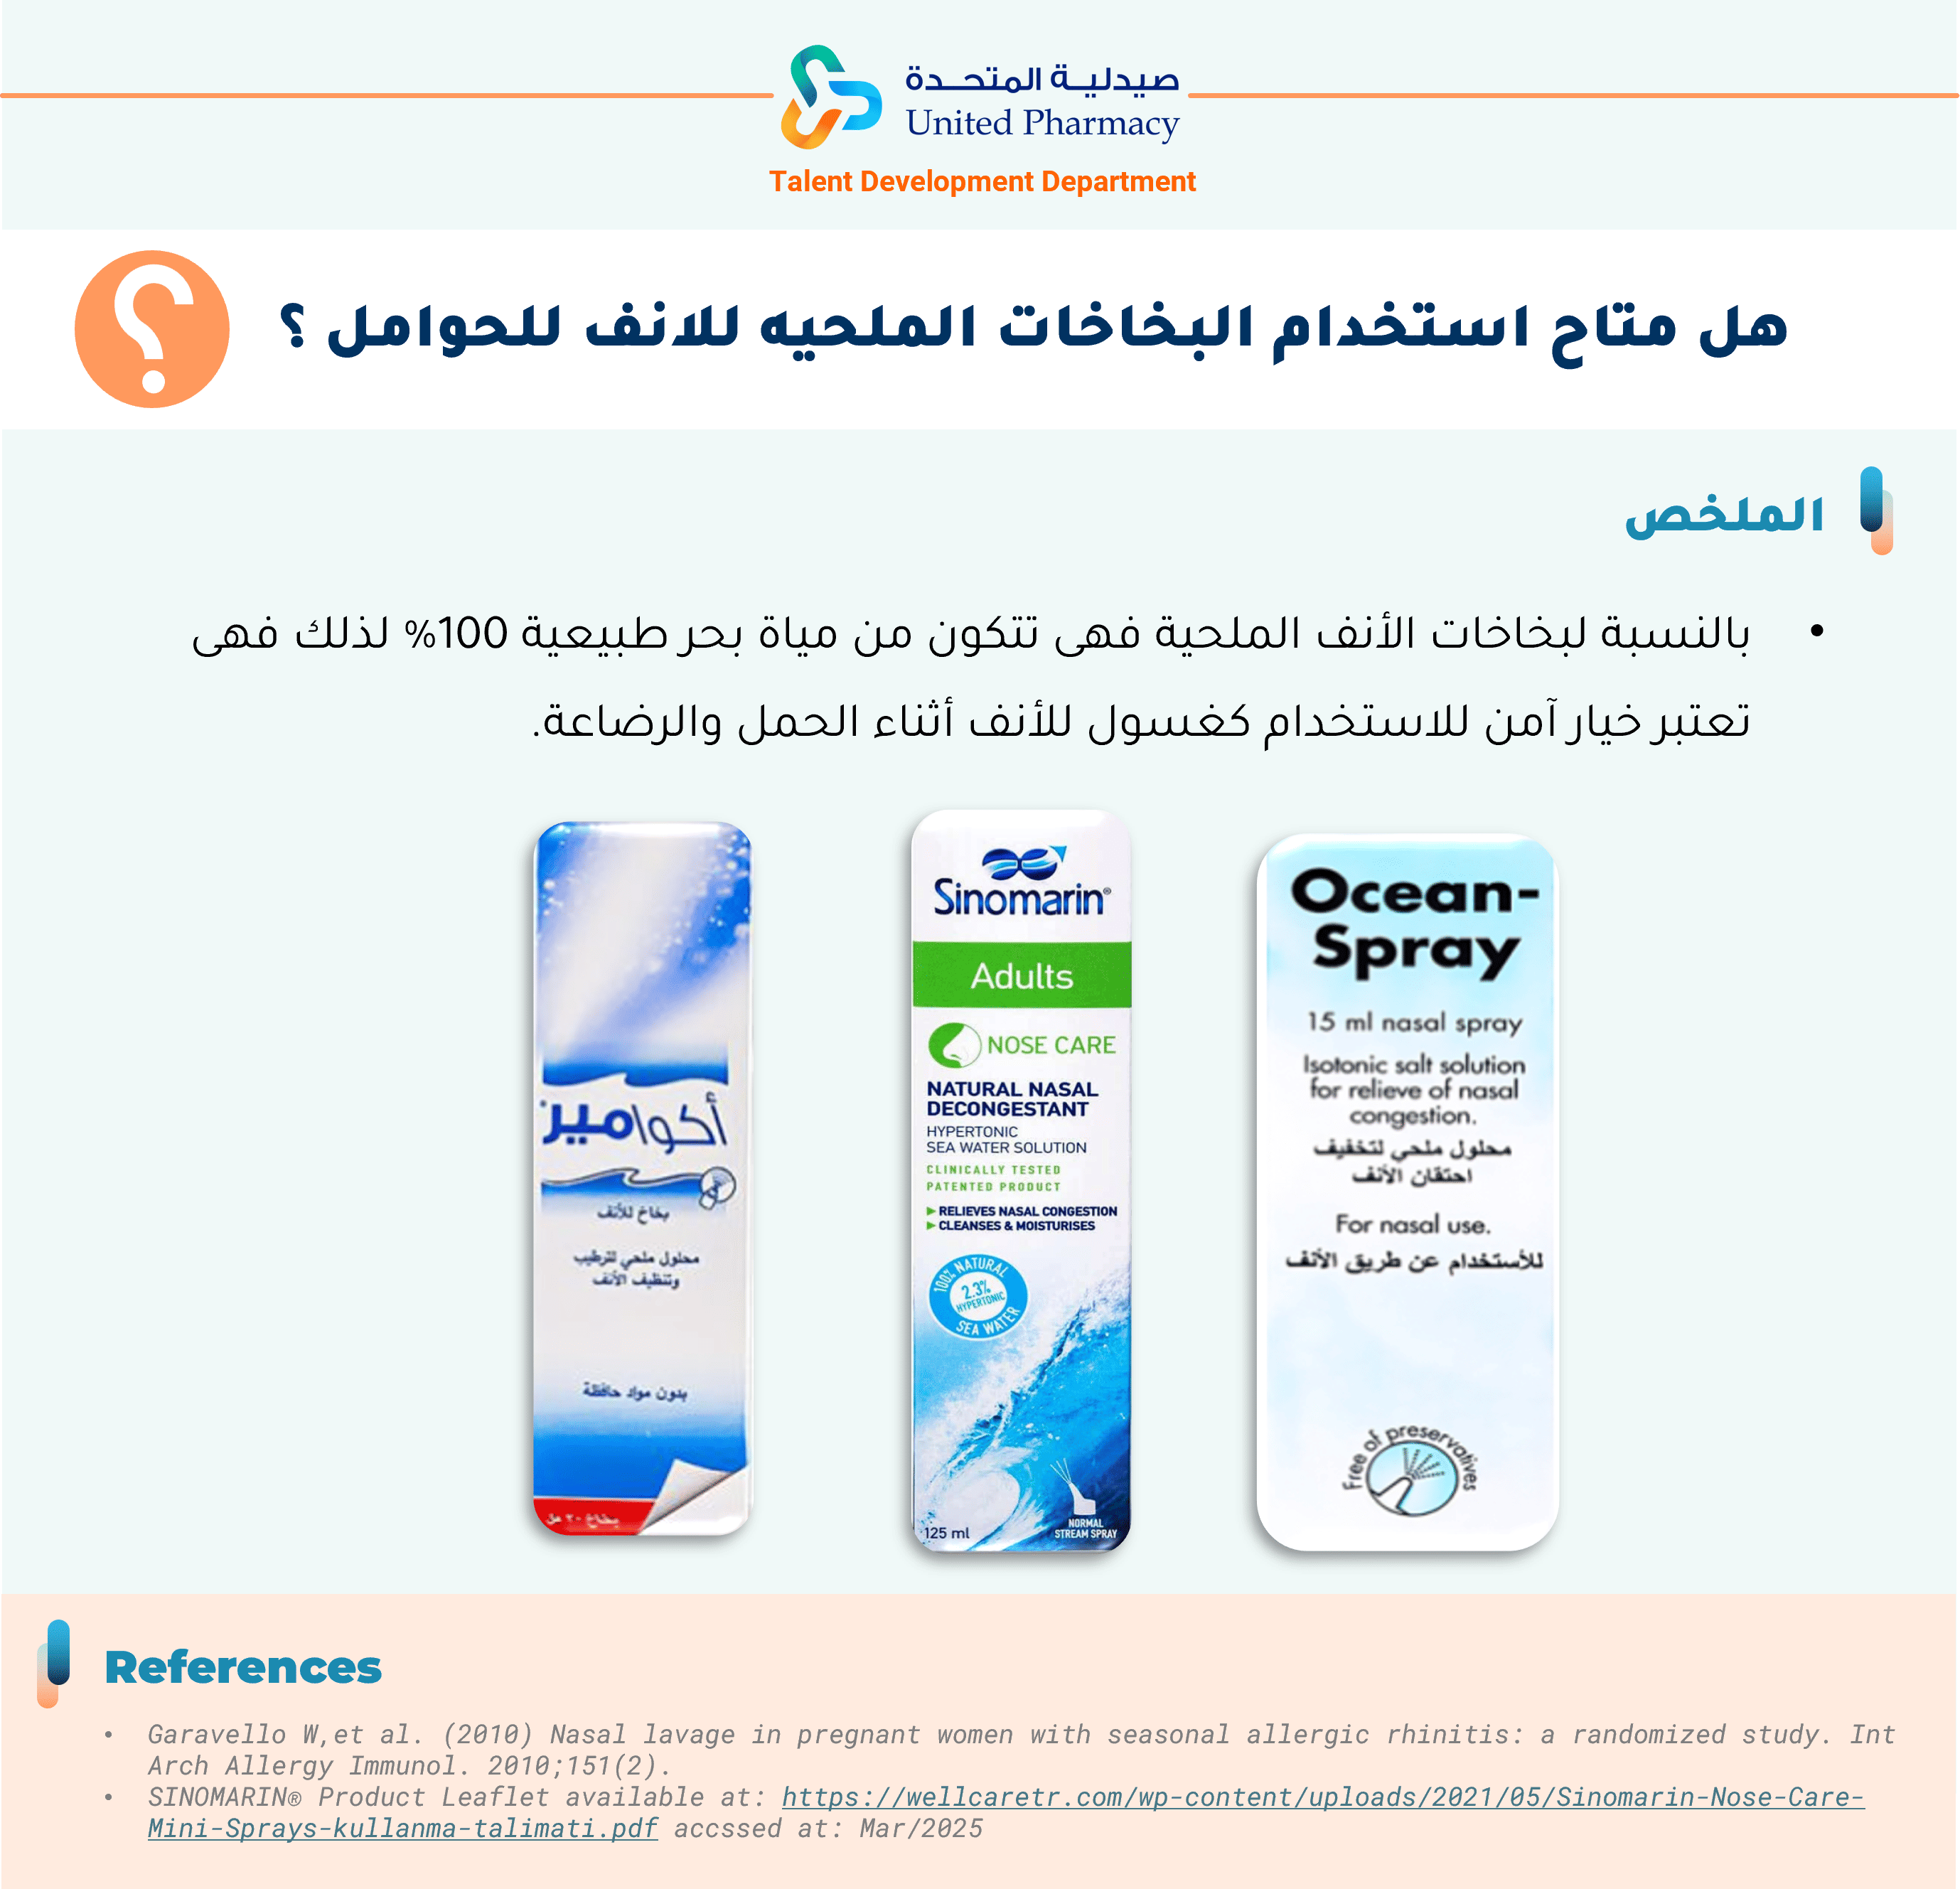 صيدلية المتحدة
United Pharmacy
Talent Development Department
هل متاح استخدام البخاخات الملحيه للانف للحوامل ؟
؟
الملخص
• بالنسبة لبخاخات الأنف الملحية فهى تتكون من مياة بحر طبيعية 100% لذلك فهى
تعتبر خيار آمن للاستخدام كغسول للأنف أثناء الحمل والرضاعة.
أكوامير
بخاخ للأنف
محلول ملحي لترطيب
وتنظيف الأنف
بدون مواد حافظة
بخاخ ٣٠ مل
Sinomarin®
Adults
NOSE CARE
NATURAL NASAL
DECONGESTANT
HYPERTONIC
SEA WATER SOLUTION
CLINICALLY TESTED
PATENTED PRODUCT
RELIEVES NASAL CONGESTION
CLEANSES & MOISTURISES
100% NATURAL
2.3%
HYPERTONIC
SEA WATER
125 ml
NORMAL
STREAM SPRAY
Ocean-
Spray
15 ml nasal spray
Isotonic salt solution
for relieve of nasal
congestion.
محلول ملحي لتخفيف
احتقان الأنف
For nasal use.
للأستخدام عن طريق الأنف
Free of preservatives
References
• Garavello W,et al. (2010) Nasal lavage in pregnant women with seasonal allergic rhinitis: a randomized study. Int
Arch Allergy Immunol. 2010;151(2).
• SINOMARIN® Product Leaflet available at: https://wellcaretr.com/wp-content/uploads/2021/05/Sinomarin-Nose-Care-
Mini-Sprays-kullanma-talimati.pdf accssed at: Mar/2025